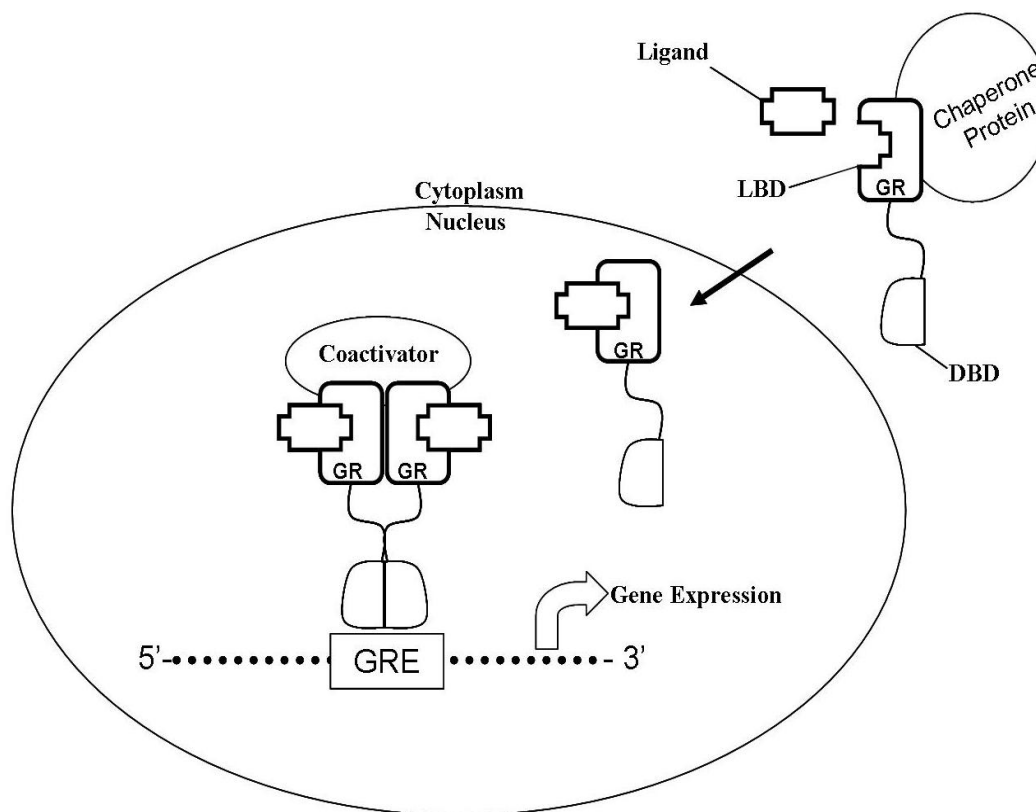 Ligand
Chaperone
Protein
LBD
GR
Cytoplasm
Nucleus
GR
DBD
Coactivator
GR
GR
Gene Expression
5’-
GRE
- 3’